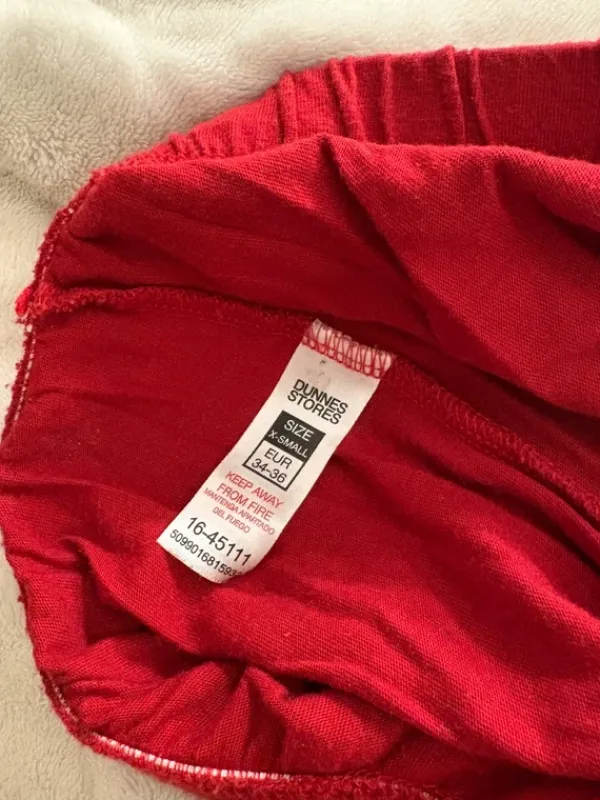 DUNNES
STORES
SIZE
X-SMALL
EUR
34-36
KEEP AWAY
FROM FIRE
MANTENGA APARTADO
DEL FUEGO
16-45111